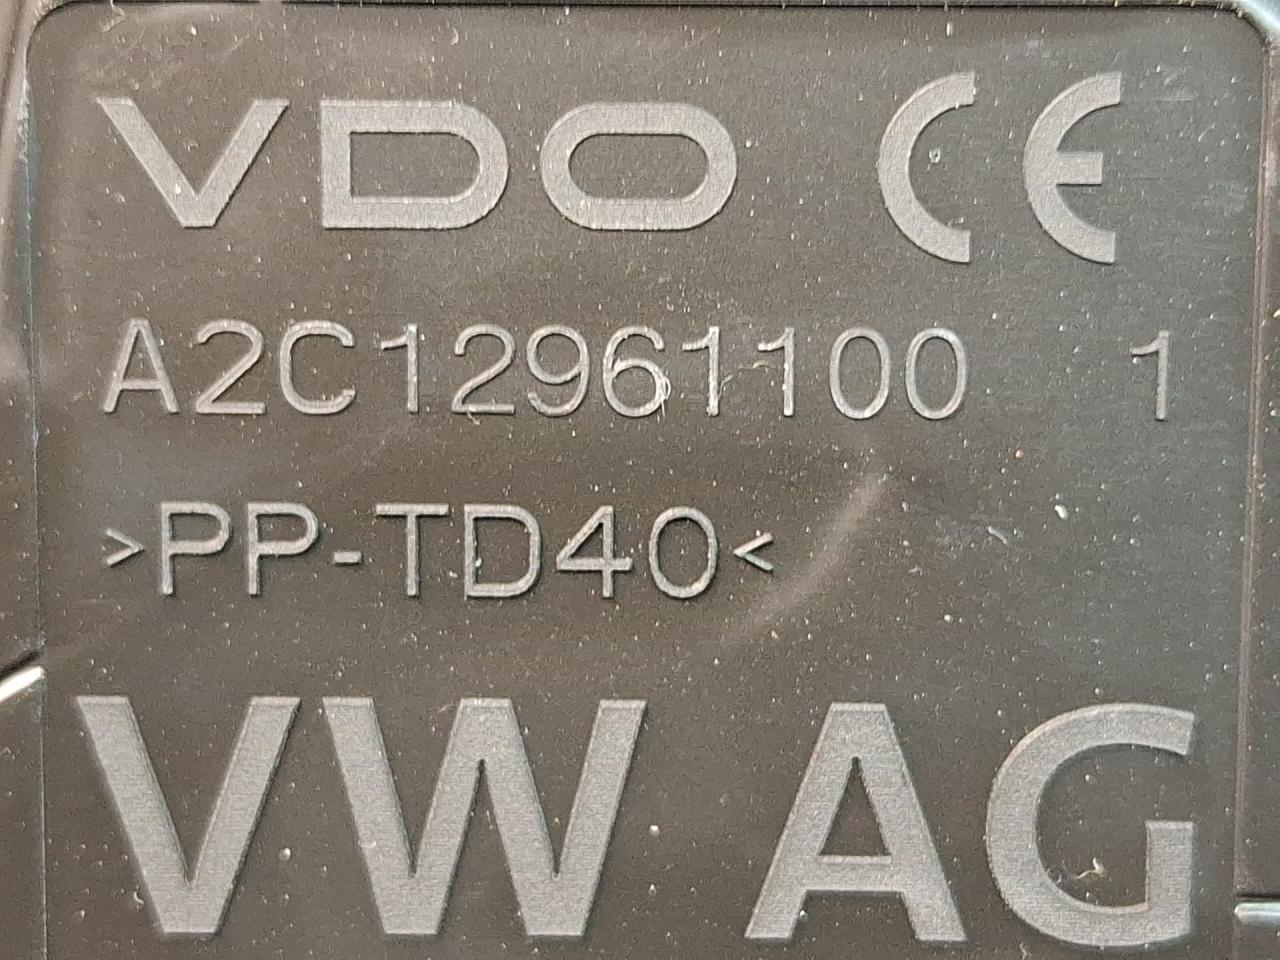 VDO CE
A2C12961100 1
>PP-TD40<
VW AG